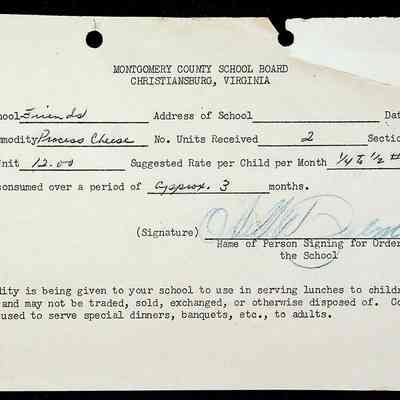 MONTGOMERY COUNTY SCHOOL BOARD
CHRISTIANSBURG, VIRGINIA
hool Friends Address of School Dat
mmodity Process Cheese No. Units Received 2 Sectio
Unit 12.00 Suggested Rate per Child per Month 1/4 to 1/2 #
consumed over a period of approx. 3 months.
(Signature)
Name of Person Signing for Order
the School
dity is being given to your school to use in serving lunches to childr
and may not be traded, sold, exchanged, or otherwise disposed of. Co
used to serve special dinners, banquets, etc., to adults.